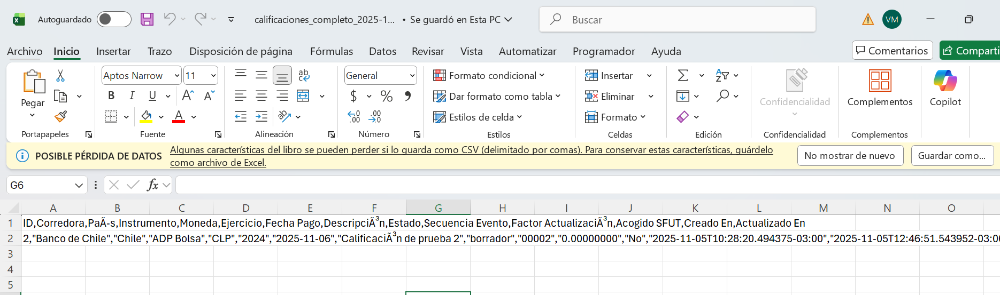 Autoguardado calificaciones_completo_2025-1... • Se guardó en Esta PC Buscar VM
Archivo Inicio Insertar Trazo Disposición de página Fórmulas Datos Revisar Vista Automatizar Programador Ayuda Comentarios Comparti
Pegar
Portapapeles
Aptos Narrow 11
N K S A A
A
Fuente
ab
c
Alineación
General
$ % ,
,0 ,00
,00 ,0
Número
Formato condicional
Dar formato como tabla
Estilos de celda
Estilos
Insertar
Eliminar
Formato
Celdas
Σ A
Z
Edición
Confidencialidad
Confidencialidad
Complementos
Complementos
Copilot
POSIBLE PÉRDIDA DE DATOS Algunas características del libro se pueden perder si lo guarda como CSV (delimitado por comas). Para conservar estas características, guárdelo
como archivo de Excel. No mostrar de nuevo Guardar como...
G6 fx
A B C D E F G H I J K L M N O
1 ID,Corredora,PaÃ-s,Instrumento,Moneda,Ejercicio,Fecha Pago,DescripciÃ³n,Estado,Secuencia Evento,Factor ActualizaciÃ³n,Acogido SFUT,Creado En,Actualizado En
2 2,"Banco de Chile","Chile","ADP Bolsa","CLP","2024","2025-11-06","CalificaciÃ³n de prueba 2","borrador","00002","0.00000000","No","2025-11-05T10:28:20.494375-03:00","2025-11-05T12:46:51.543952-03:00
3
4
5